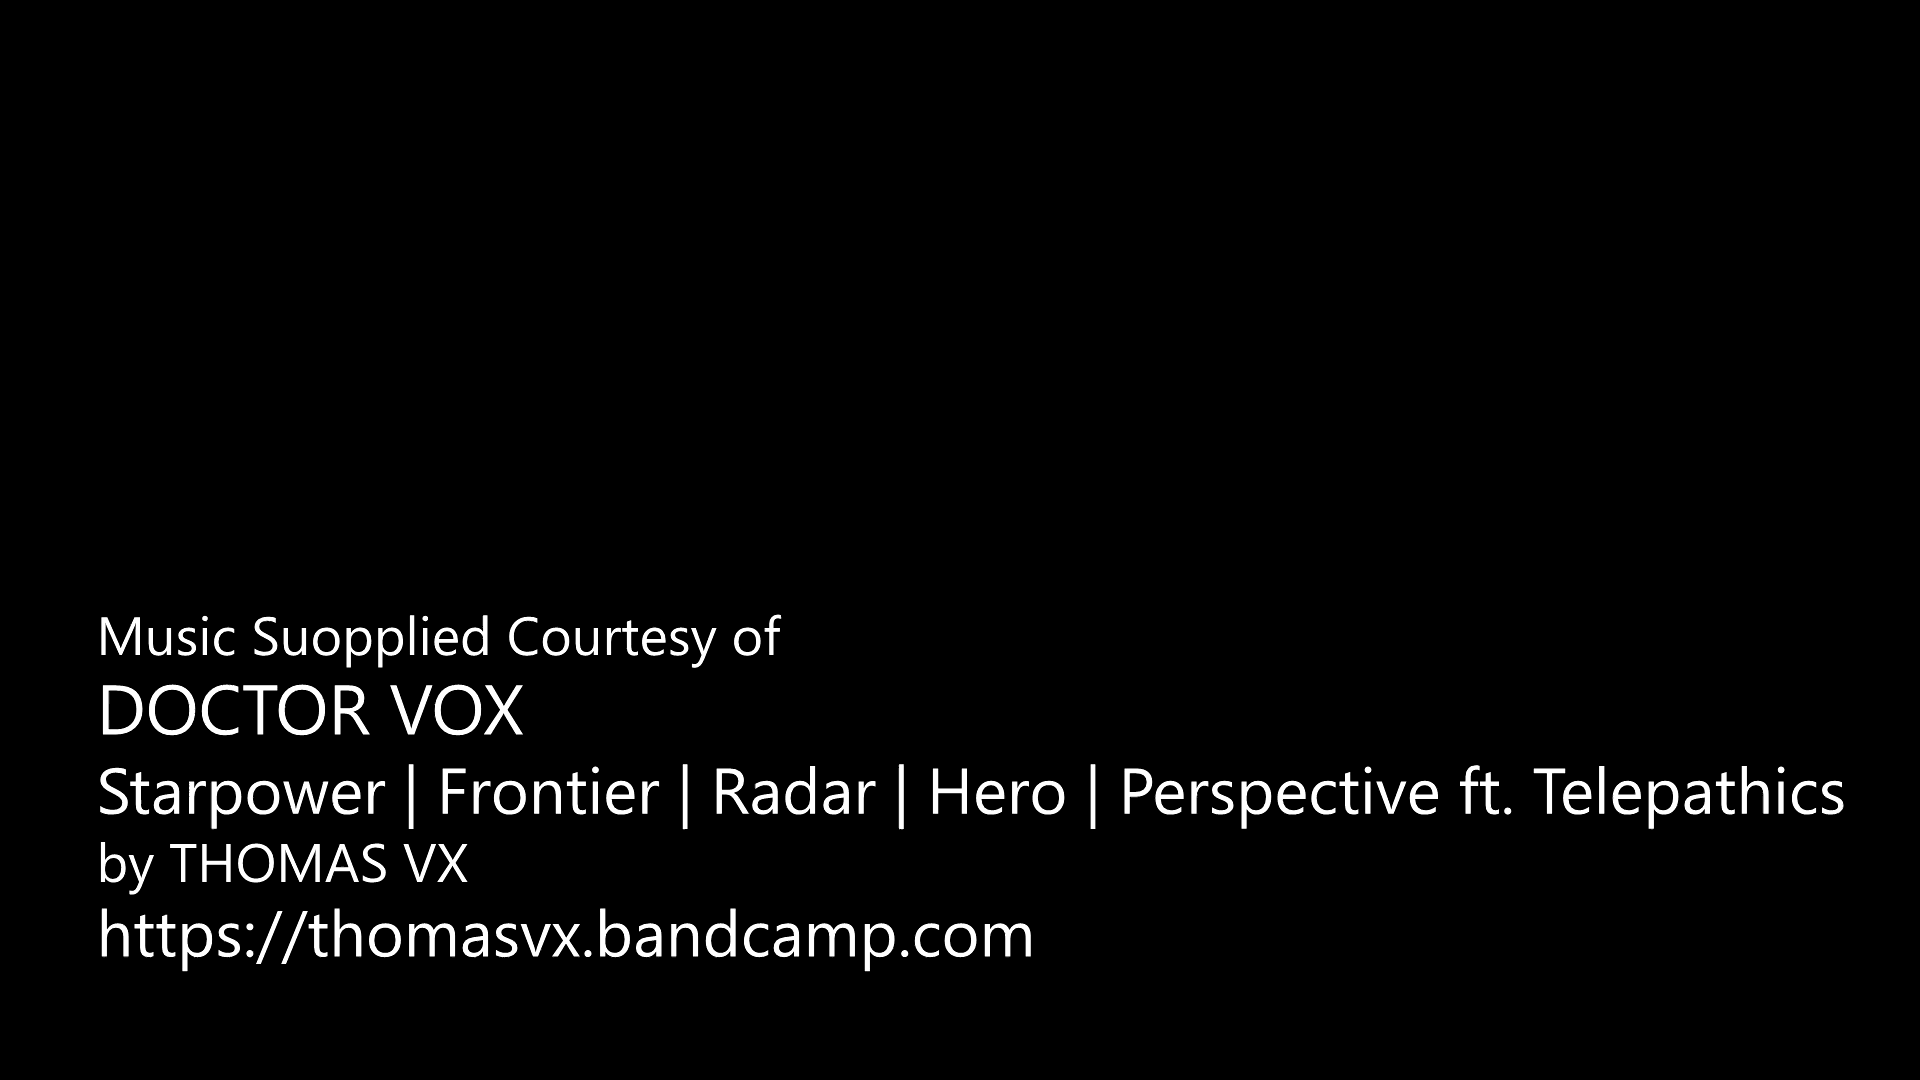 Music Suopplied Courtesy of
DOCTOR VOX
Starpower | Frontier | Radar | Hero | Perspective ft. Telepathics
by THOMAS VX
https://thomasvx.bandcamp.com